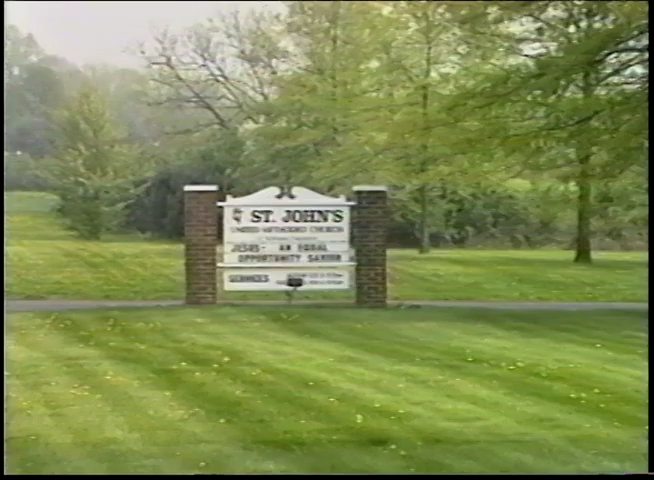 ST. JOHN'S
UNITED METHODIST CHURCH
JESUS - AN EQUAL
OPPORTUNITY SAVIOR
SERVICES